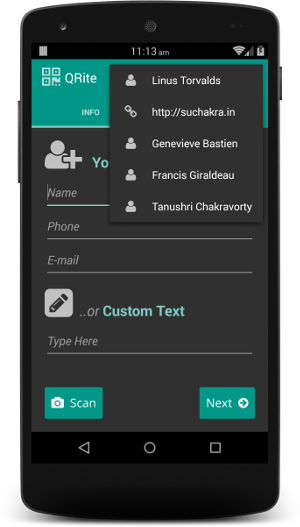 11:13 am
QRite
Linus Torvalds
INFO
http://suchakra.in
Genevieve Bastien
Yo
Francis Giraldeau
Name
Tanushri Chakravorty
Phone
E-mail
..or Custom Text
Type Here
Scan
Next